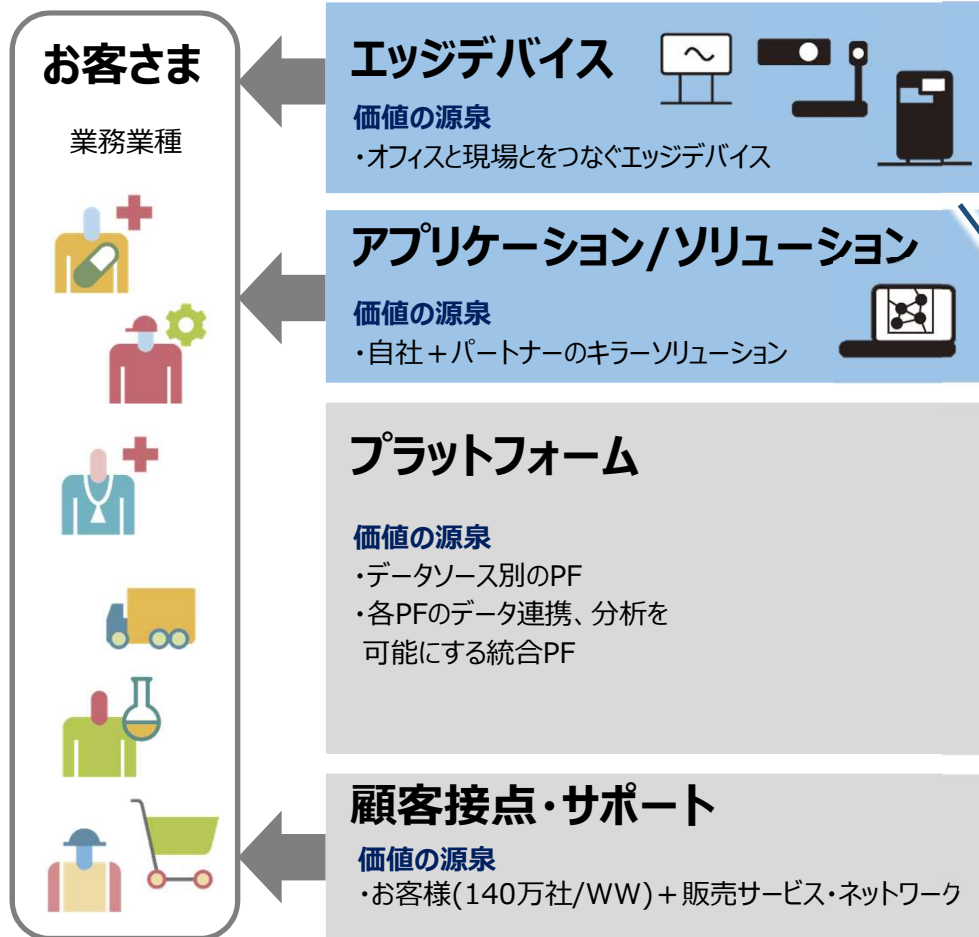 お客さま
業務業種
エッジデバイス
価値の源泉
・オフィスと現場とをつなぐエッジデバイス
アプリケーション/ソリューション
価値の源泉
・自社+パートナーのキラーソリューション
プラットフォーム
価値の源泉
・データソース別のPF
・各PFのデータ連携、分析を
可能にする統合PF
顧客接点・サポート
価値の源泉
・お客様(140万社/WW)+販売サービス・ネットワーク